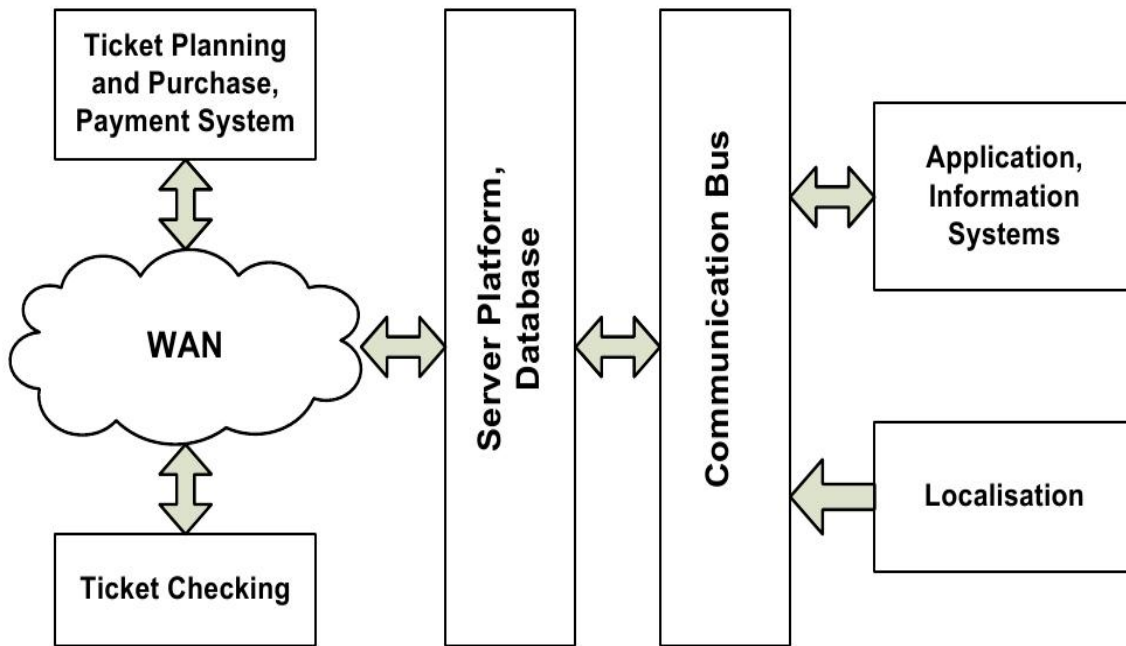 Ticket Planning
and Purchase,
Payment System
WAN
Ticket Checking
Server Platform,
Database
Communication Bus
Application,
Information
Systems
Localisation